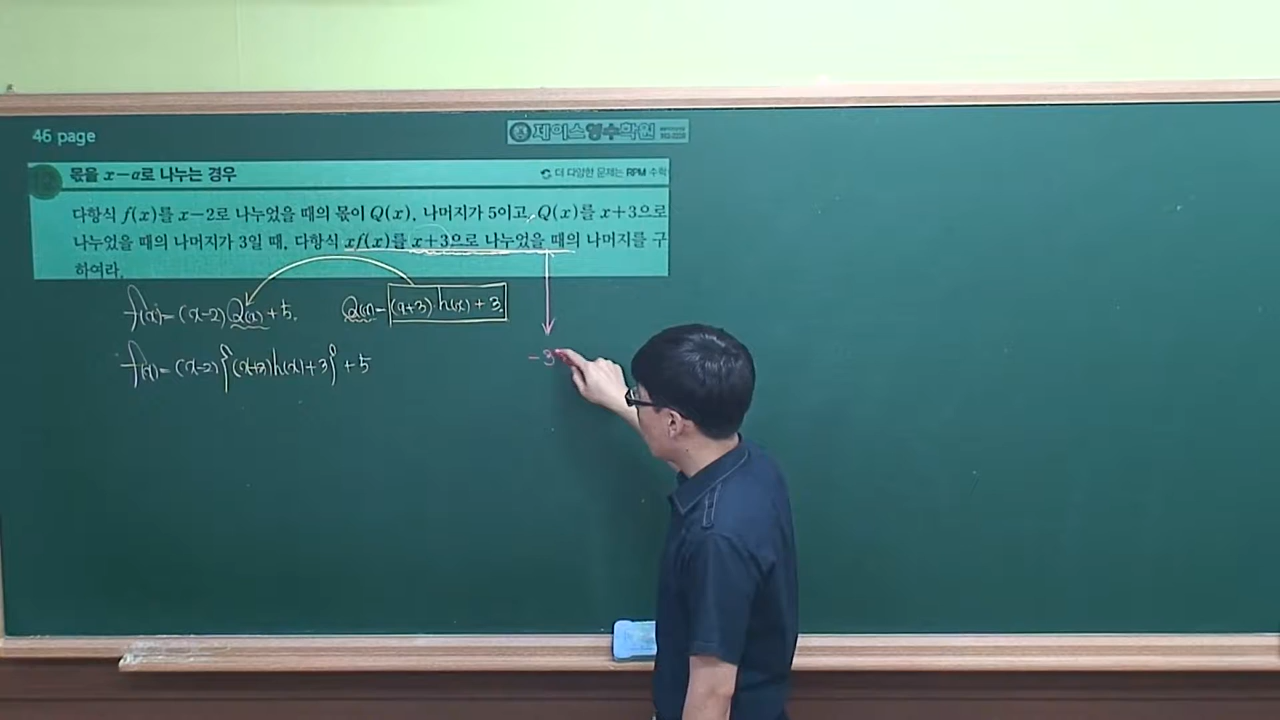 46 page
제이스영수학원
몫을 x−α로 나누는 경우
더 다양한 문제는 RPM 수학
다항식 f(x)를 x−2로 나누었을 때의 몫이 Q(x), 나머지가 5이고, Q(x)를 x+3으로
나누었을 때의 나머지가 3일 때, 다항식 xf(x)를 x+3으로 나누었을 때의 나머지를 구
하여라.
f(x)=(x-2)Q(x)+5. Q(x)=(x+3)h(x)+3
f(x)=(x-2){(x+3)h(x)+3}+5
-3